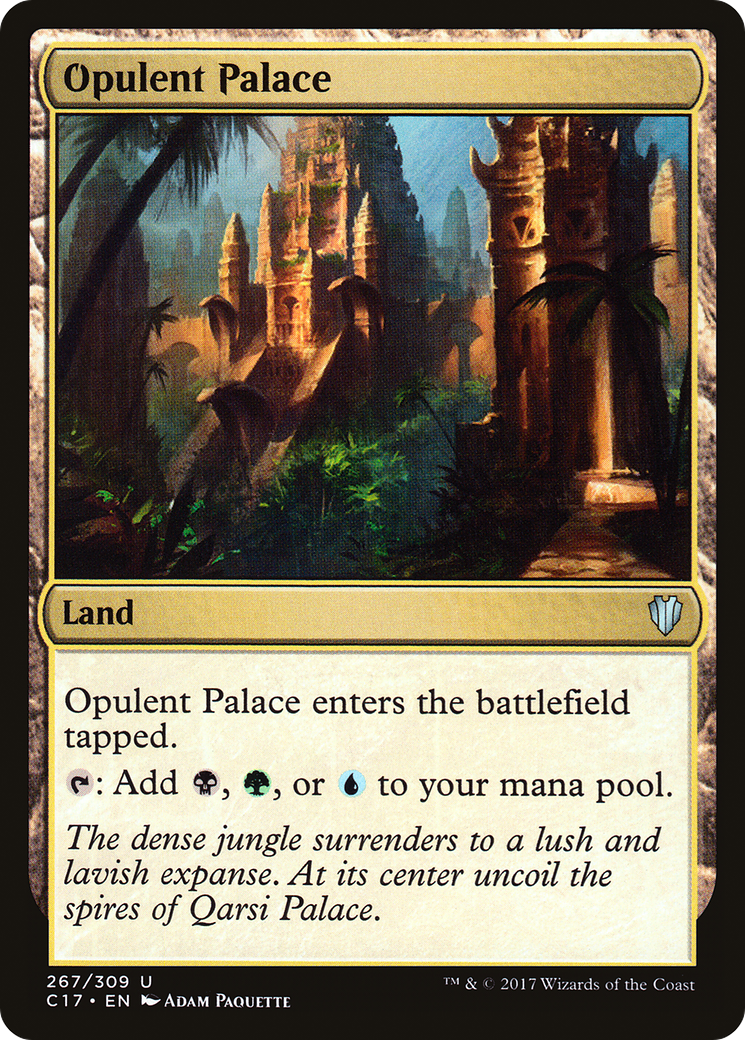 Opulent Palace
Land
Opulent Palace enters the battlefield
tapped.
: Add , , or to your mana pool.
The dense jungle surrenders to a lush and
lavish expanse. At its center uncoil the
spires of Qarsi Palace.
267/309 U
C17 • EN Adam Paquette
™ & © 2017 Wizards of the Coast